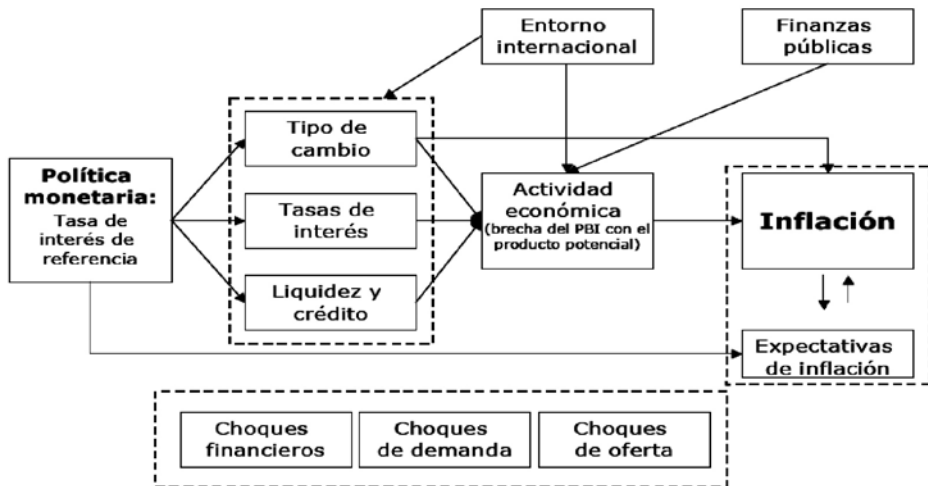 Entorno
internacional
Finanzas
públicas
Tipo de
cambio
Política
monetaria:
Tasa de
interés de
referencia
Tasas de
interés
Liquidez y
crédito
Actividad
económica
(brecha del PBI con el
producto potencial)
Inflación
Expectativas
de inflación
Choques
financieros
Choques
de demanda
Choques
de oferta